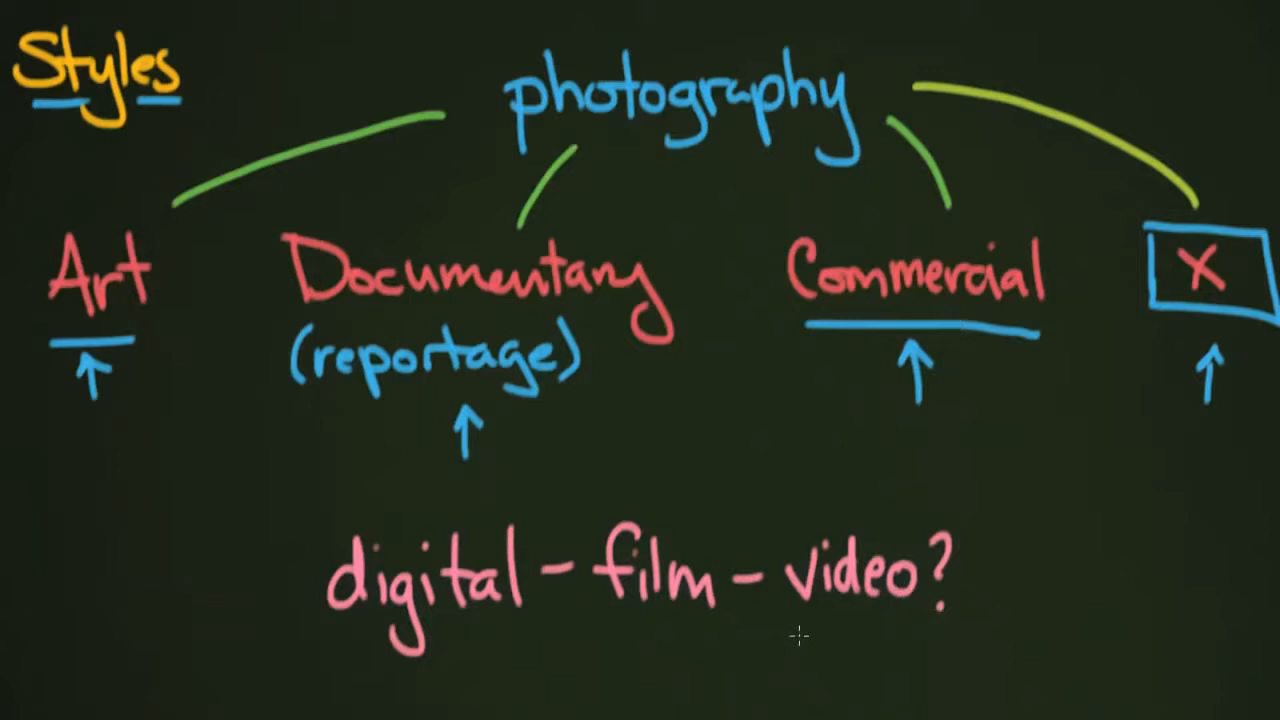 Styles
photography
Art Documentary Commercial X
(reportage)
digital - film - video?